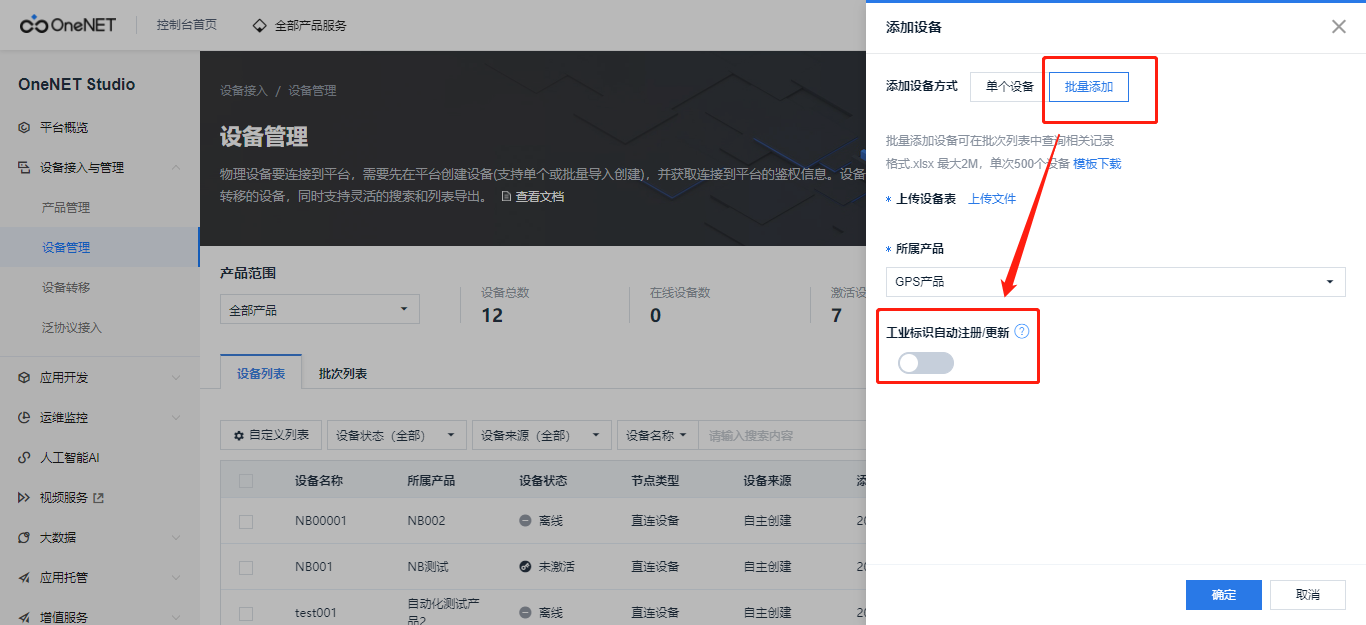 OneNET
控制台首页
全部产品服务
OneNET Studio
平台概览
设备接入与管理
产品管理
设备管理
设备转移
泛协议接入
应用开发
运维监控
人工智能AI
视频服务
大数据
应用托管
增值服务
设备接入 / 设备管理
设备管理
物理设备要连接到平台，需要先在平台创建设备(支持单个或批量导入创建)，并获取连接到平台的鉴权信息。设备
转移的设备，同时支持灵活的搜索和列表导出。 查看文档
产品范围
全部产品
设备总数
12
在线设备数
0
激活设
7
设备列表
批次列表
自定义列表
设备状态（全部）
设备来源（全部）
设备名称
请输入搜索内容
设备名称 所属产品 设备状态 节点类型 设备来源 添
NB00001 NB002 离线 直连设备 自主创建 20
NB001 NB测试 未激活 直连设备 自主创建 20
test001 自动化测试产品2 离线 直连设备 自主创建 20
添加设备
添加设备方式 单个设备 批量添加
批量添加设备可在批次列表中查询相关记录
格式.xlsx 最大2M，单次500个设备 模板下载
* 上传设备表 上传文件
* 所属产品
GPS产品
工业标识自动注册/更新 ?
确定
取消